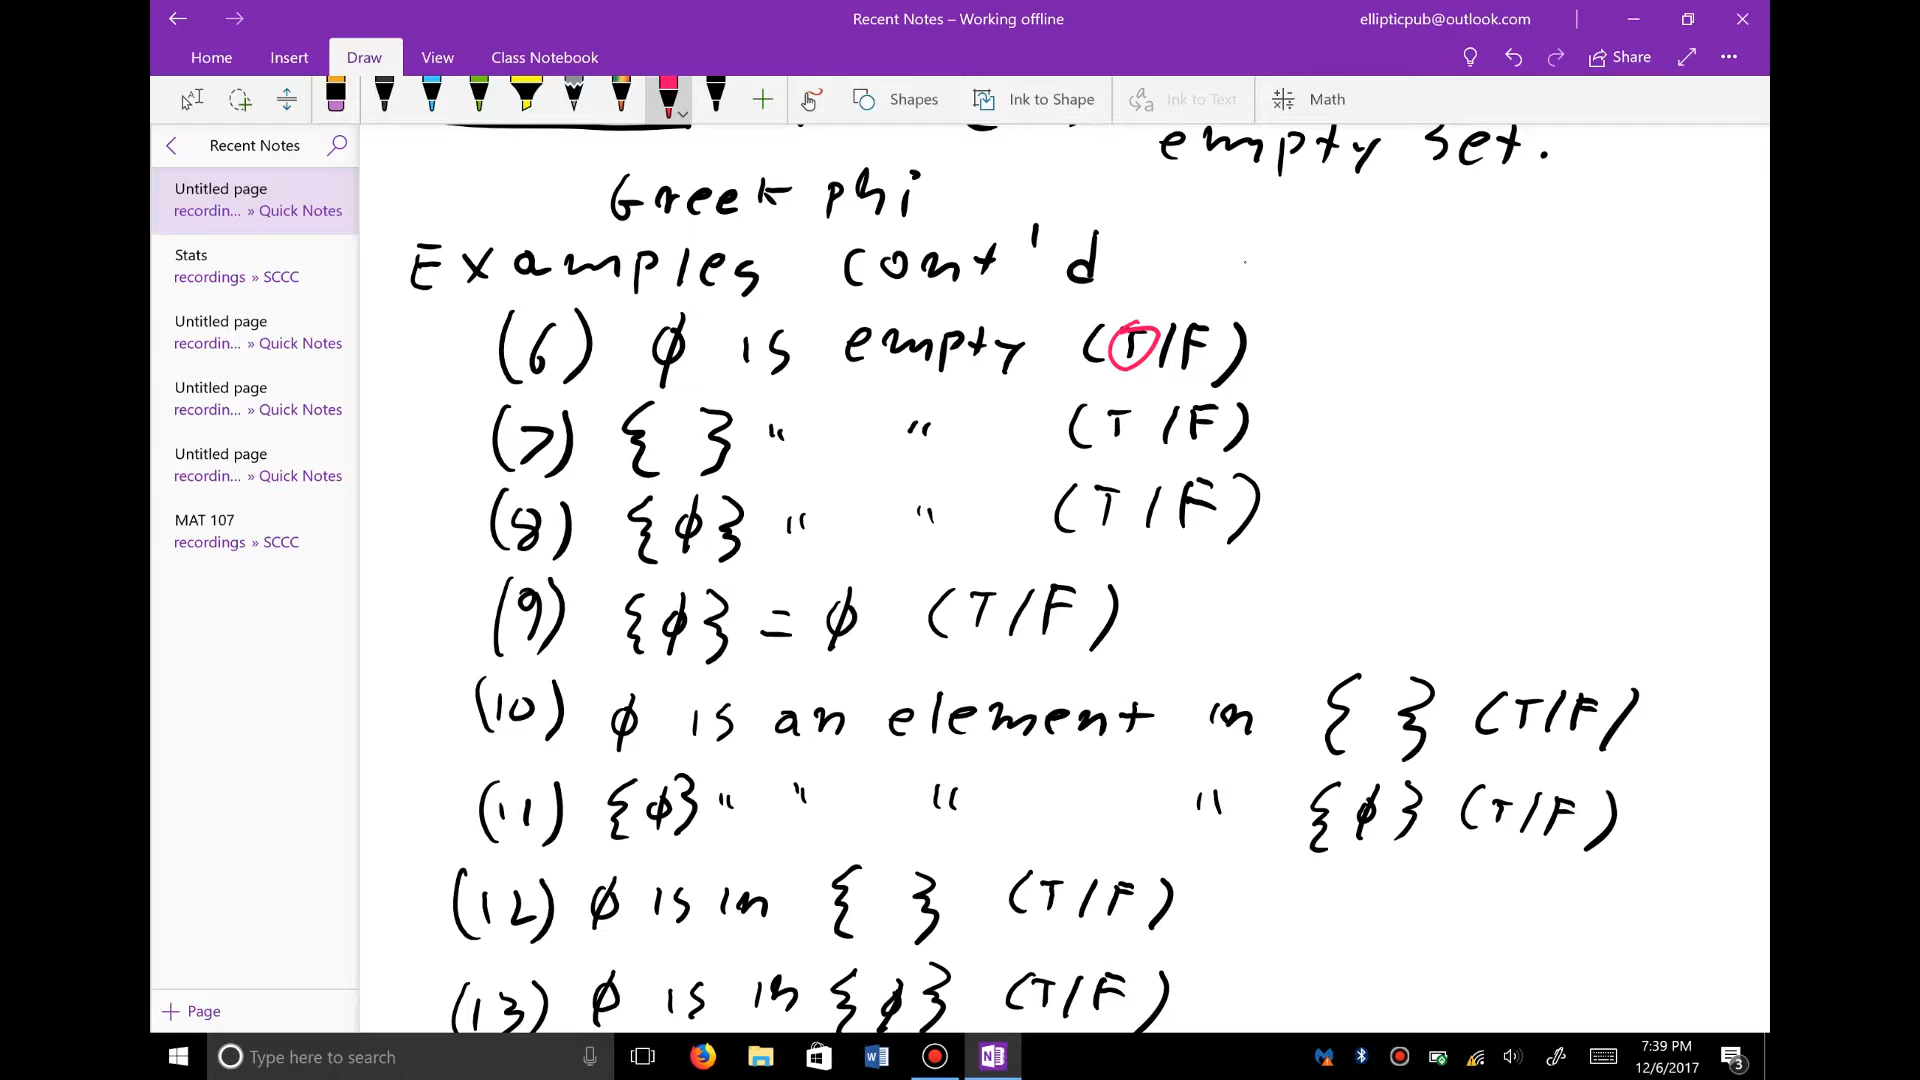 Recent Notes – Working offline
ellipticpub@outlook.com
Home Insert Draw View Class Notebook
Share
Shapes Ink to Shape Ink to Text Math
Recent Notes
Untitled page
recordin... » Quick Notes
Stats
recordings » SCCC
Untitled page
recordin... » Quick Notes
Untitled page
recordin... » Quick Notes
Untitled page
recordin... » Quick Notes
MAT 107
recordings » SCCC
+ Page
empty set.
Greek phi
Examples cont'd
(6) ϕ is empty (T/F)
(7) { } " " (T/F)
(8) {ϕ} " " (T/F)
(9) {ϕ} = ϕ (T/F)
(10) ϕ is an element in { } (T/F)
(11) {ϕ} " " " " {ϕ} (T/F)
(12) ϕ is in { } (T/F)
(13) ϕ is in {ϕ} (T/F)
Type here to search
7:39 PM
12/6/2017
3